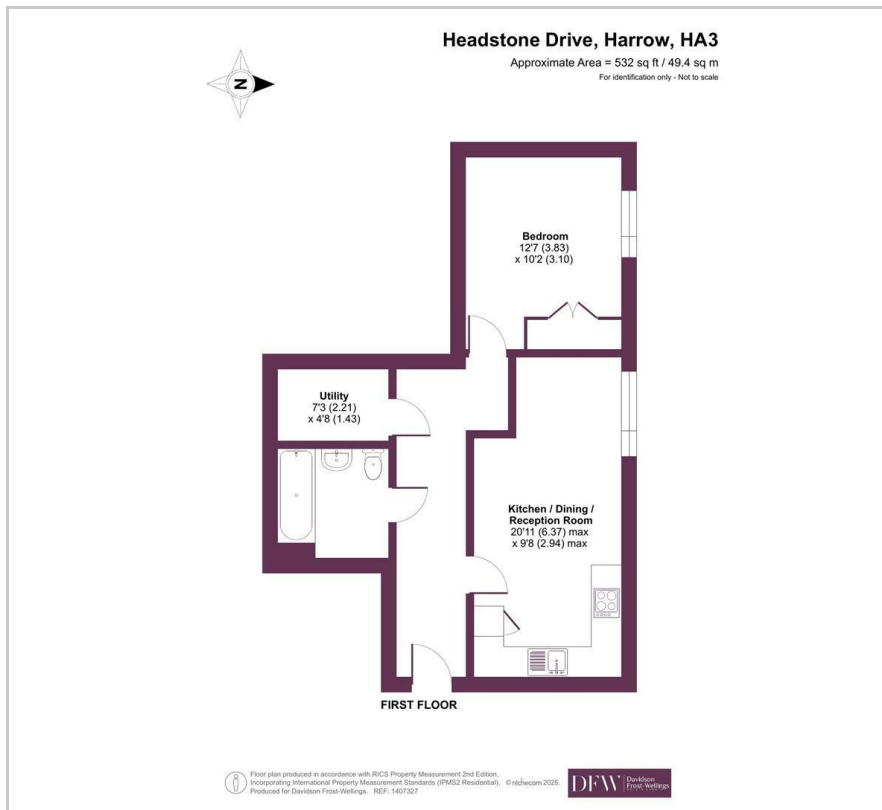 Headstone Drive, Harrow, HA3
Approximate Area = 532 sq ft / 49.4 sq m
For identification only - Not to scale
N
Bedroom
12'7 (3.83)
x 10'2 (3.10)
Utility
7'3 (2.21)
x 4'8 (1.43)
Kitchen / Dining /
Reception Room
20'11 (6.37) max
x 9'8 (2.94) max
FIRST FLOOR
Floor plan produced in accordance with RICS Property Measurement 2nd Edition,
Incorporating International Property Measurement Standards (IPMS2 Residential). ©nichecom 2026.
Produced for Davidson Frost-Wellings. REF: 1407327
DFW
Davidson
Frost-Wellings